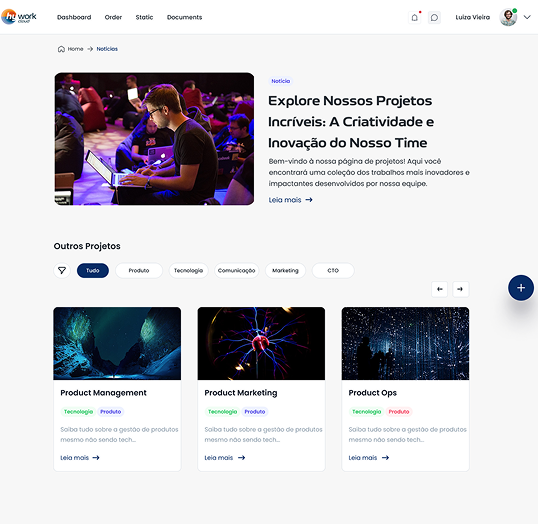 hu work
CLOUD
Dashboard Order Static Documents
Luiza Vieira
Home → Notícias
Notícia
Explore Nossos Projetos
Incríveis: A Criatividade e
Inovação do Nosso Time
Bem-vindo à nossa página de projetos! Aqui você
encontrará uma coleção dos trabalhos mais inovadores e
impactantes desenvolvidos por nossa equipe.
Leia mais →
Outros Projetos
Tudo Produto Tecnologia Comunicação Marketing CTO
Product Management
Tecnologia Produto
Saiba tudo sobre a gestão de produtos
mesmo não sendo tech...
Leia mais →
Product Marketing
Tecnologia Produto
Saiba tudo sobre a gestão de produtos
mesmo não sendo tech...
Leia mais →
Product Ops
Tecnologia Produto
Saiba tudo sobre a gestão de produtos
mesmo não sendo tech...
Leia mais →